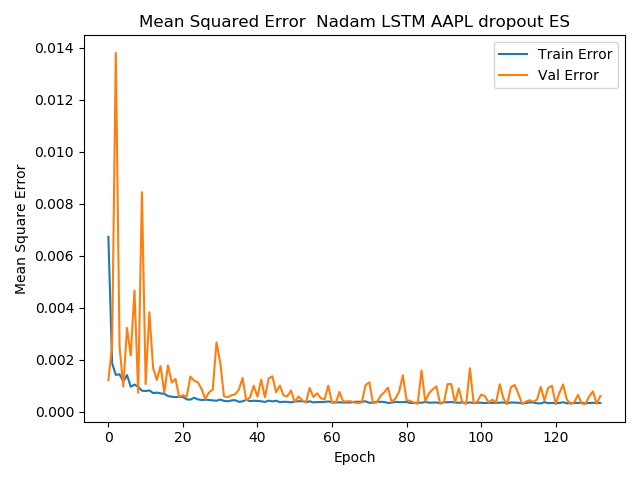 Mean Squared Error  Nadam LSTM AAPL dropout ES
Train Error
Val Error
Mean Square Error
0.014
0.012
0.010
0.008
0.006
0.004
0.002
0.000
0 20 40 60 80 100 120
Epoch